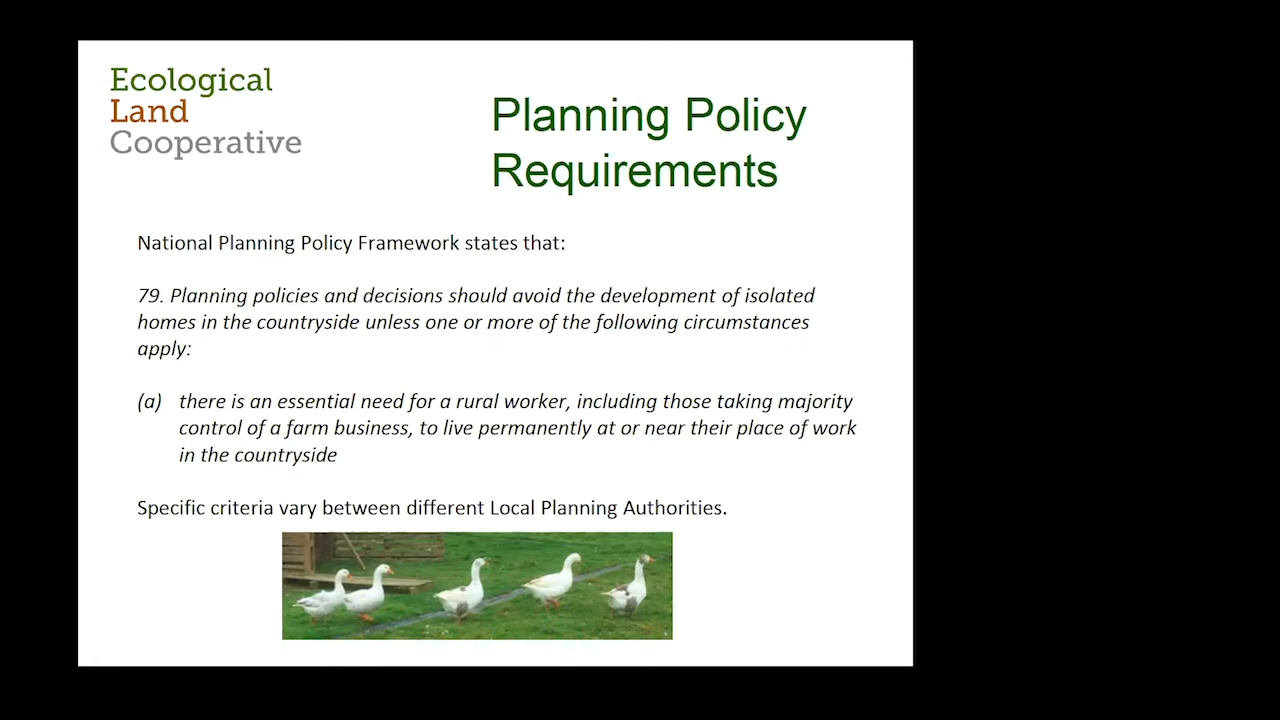 Ecological
Land
Cooperative
Planning Policy
Requirements
National Planning Policy Framework states that:
79. Planning policies and decisions should avoid the development of isolated
homes in the countryside unless one or more of the following circumstances
apply:
(a) there is an essential need for a rural worker, including those taking majority
control of a farm business, to live permanently at or near their place of work
in the countryside
Specific criteria vary between different Local Planning Authorities.